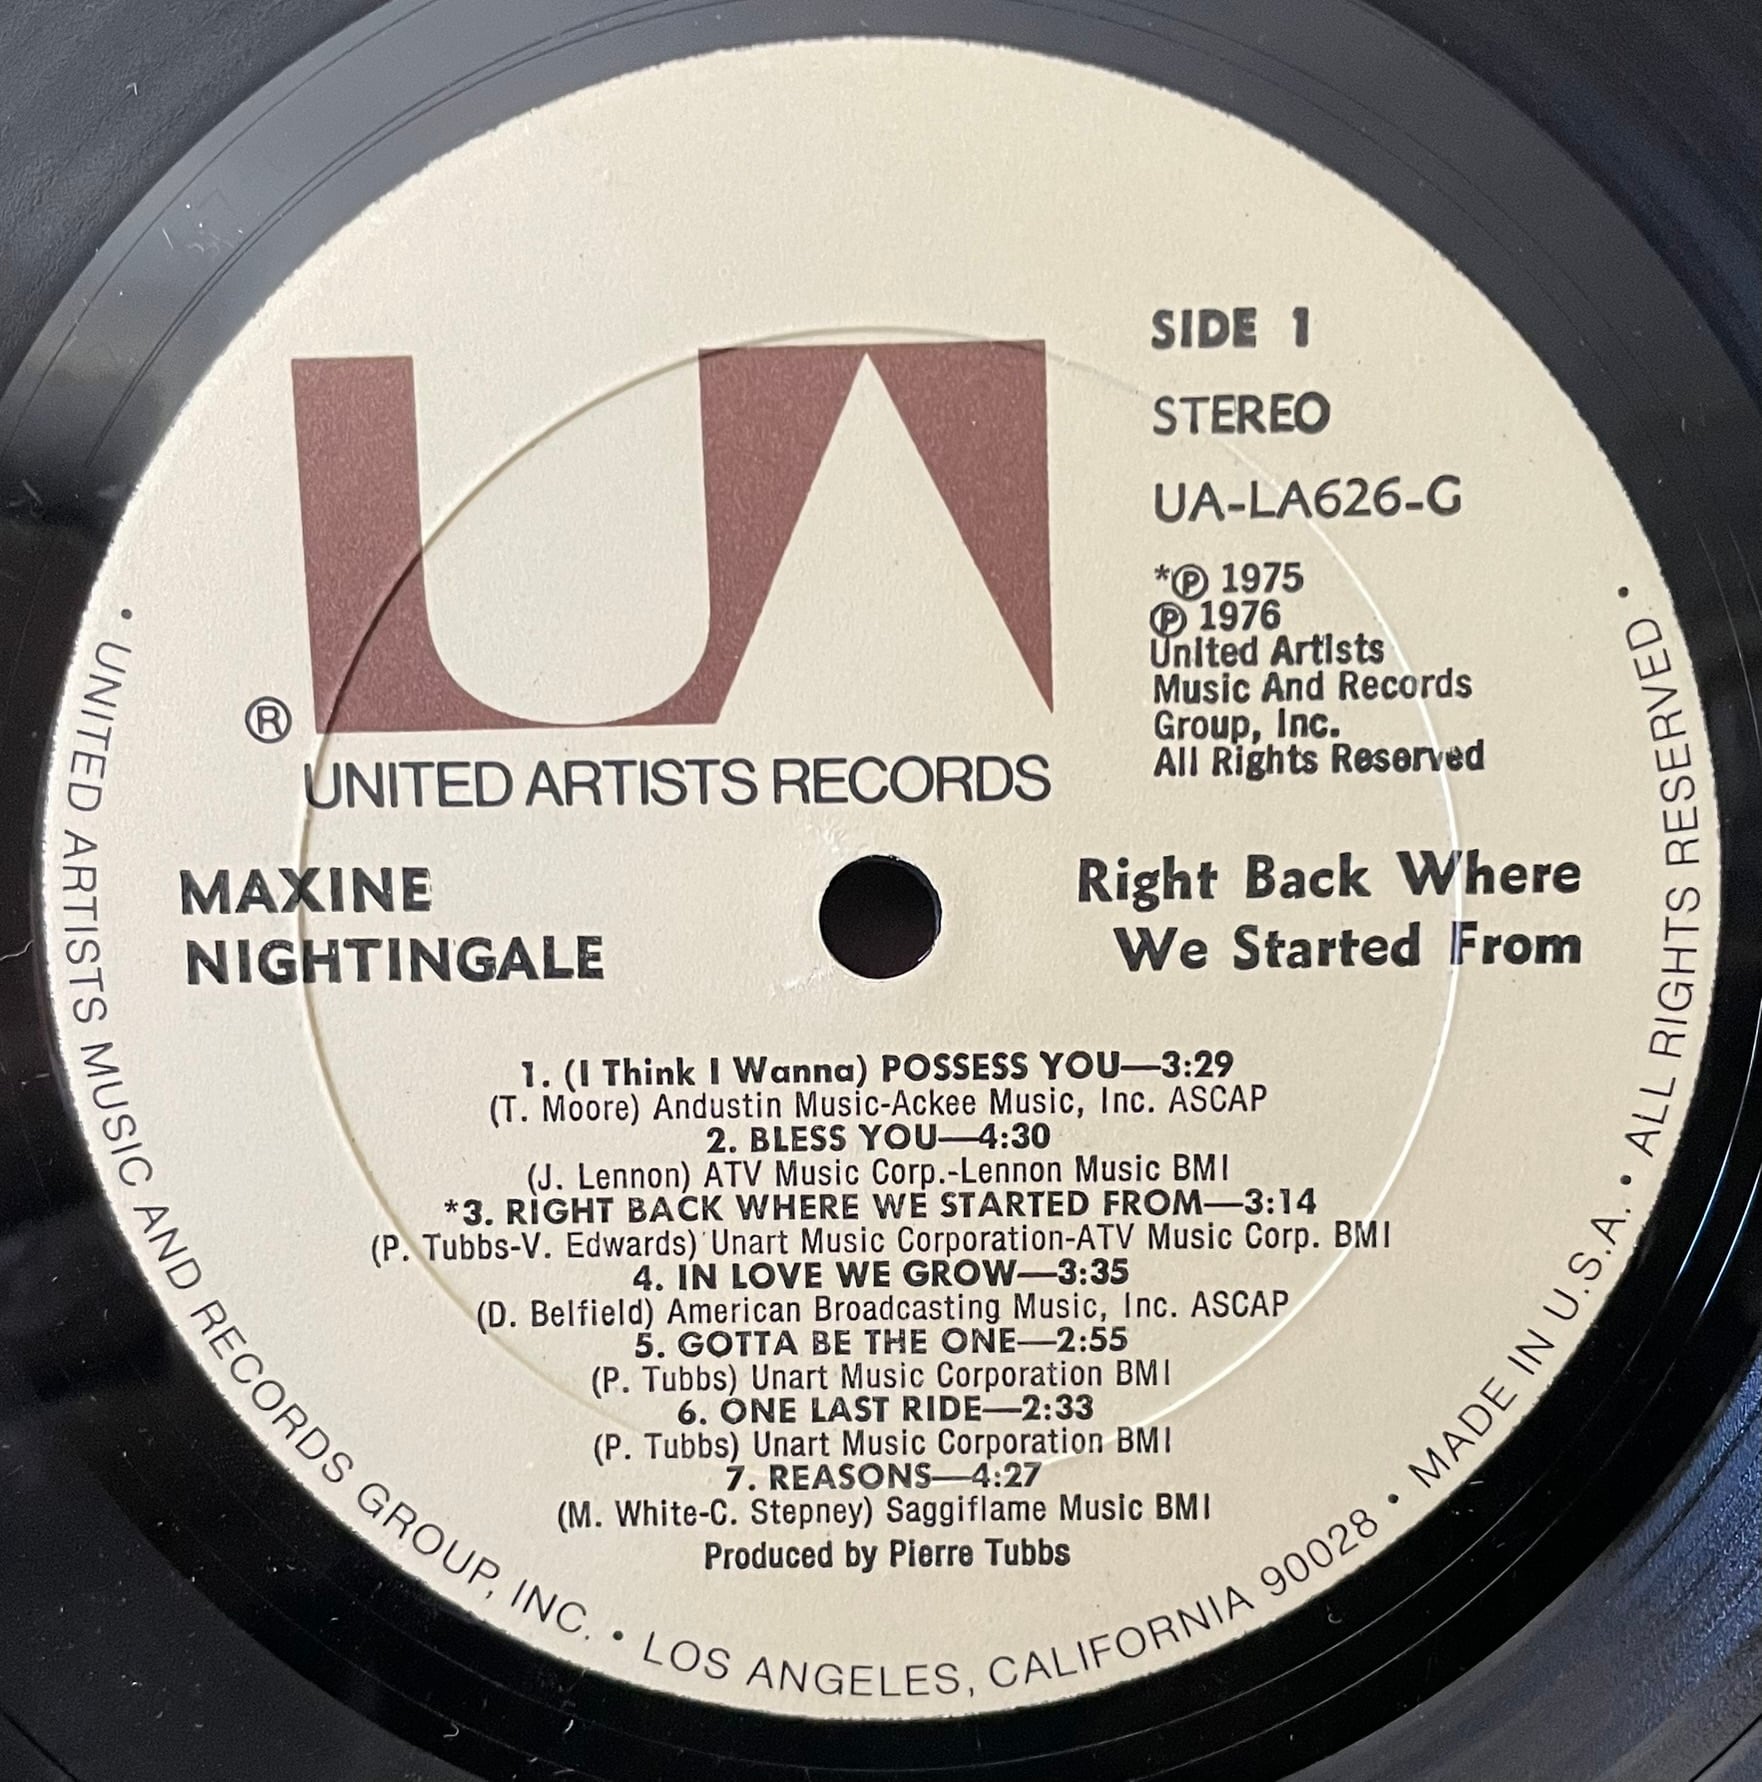 SIDE 1
STEREO
UA-LA626-G
*℗ 1975
℗ 1976
United Artists
Music And Records
Group, Inc.
All Rights Reserved
UA
®
UNITED ARTISTS RECORDS
MAXINE
NIGHTINGALE
Right Back Where
We Started From
1. (I Think I Wanna) POSSESS YOU—3:29
(T. Moore) Andustin Music-Ackee Music, Inc. ASCAP
2. BLESS YOU—4:30
(J. Lennon) ATV Music Corp.-Lennon Music BMI
*3. RIGHT BACK WHERE WE STARTED FROM—3:14
(P. Tubbs-V. Edwards) Unart Music Corporation-ATV Music Corp. BMI
4. IN LOVE WE GROW—3:35
(D. Belfield) American Broadcasting Music, Inc. ASCAP
5. GOTTA BE THE ONE—2:55
(P. Tubbs) Unart Music Corporation BMI
6. ONE LAST RIDE—2:33
(P. Tubbs) Unart Music Corporation BMI
7. REASONS—4:27
(M. White-C. Stepney) Saggiflame Music BMI
Produced by Pierre Tubbs
• UNITED ARTISTS MUSIC AND RECORDS GROUP, INC. • LOS ANGELES, CALIFORNIA 90028 • MADE IN U.S.A. • ALL RIGHTS RESERVED •